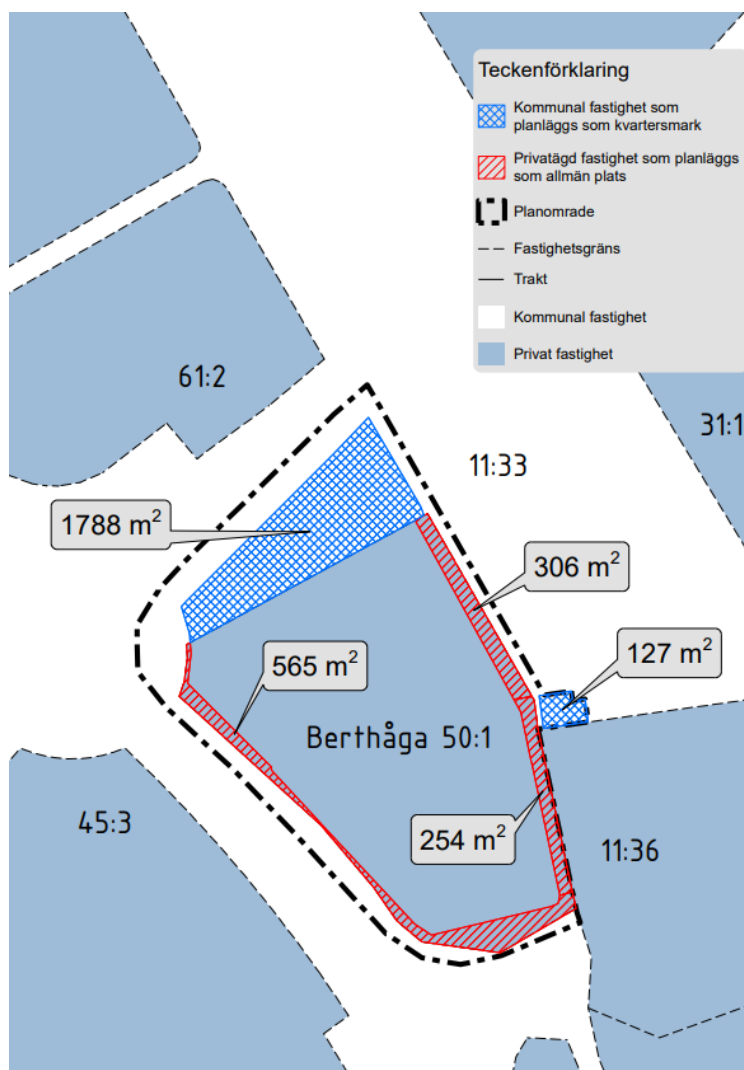 Teckenförklaring
Kommunal fastighet som
planläggs som kvartersmark
Privatägd fastighet som planläggs
som allmän plats
Planomrade
Fastighetsgräns
Trakt
Kommunal fastighet
Privat fastighet
61:2
31:1
11:33
1788 m²
306 m²
127 m²
565 m²
Berthåga 50:1
45:3
254 m²
11:36